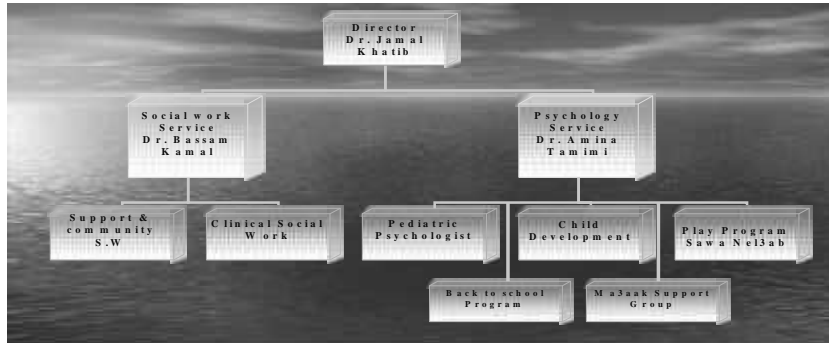 Director
Dr. Jamal
Khatib
Social work
Service
Dr. Bassam
Kamal
Psychology
Service
Dr. Amina
Tamimi
Support &
community
S.W
Clinical Social
Work
Pediatric
Psychologist
Child
Development
Play Program
Sawa Nel3ab
Back to school
Program
Ma3aak Support
Group